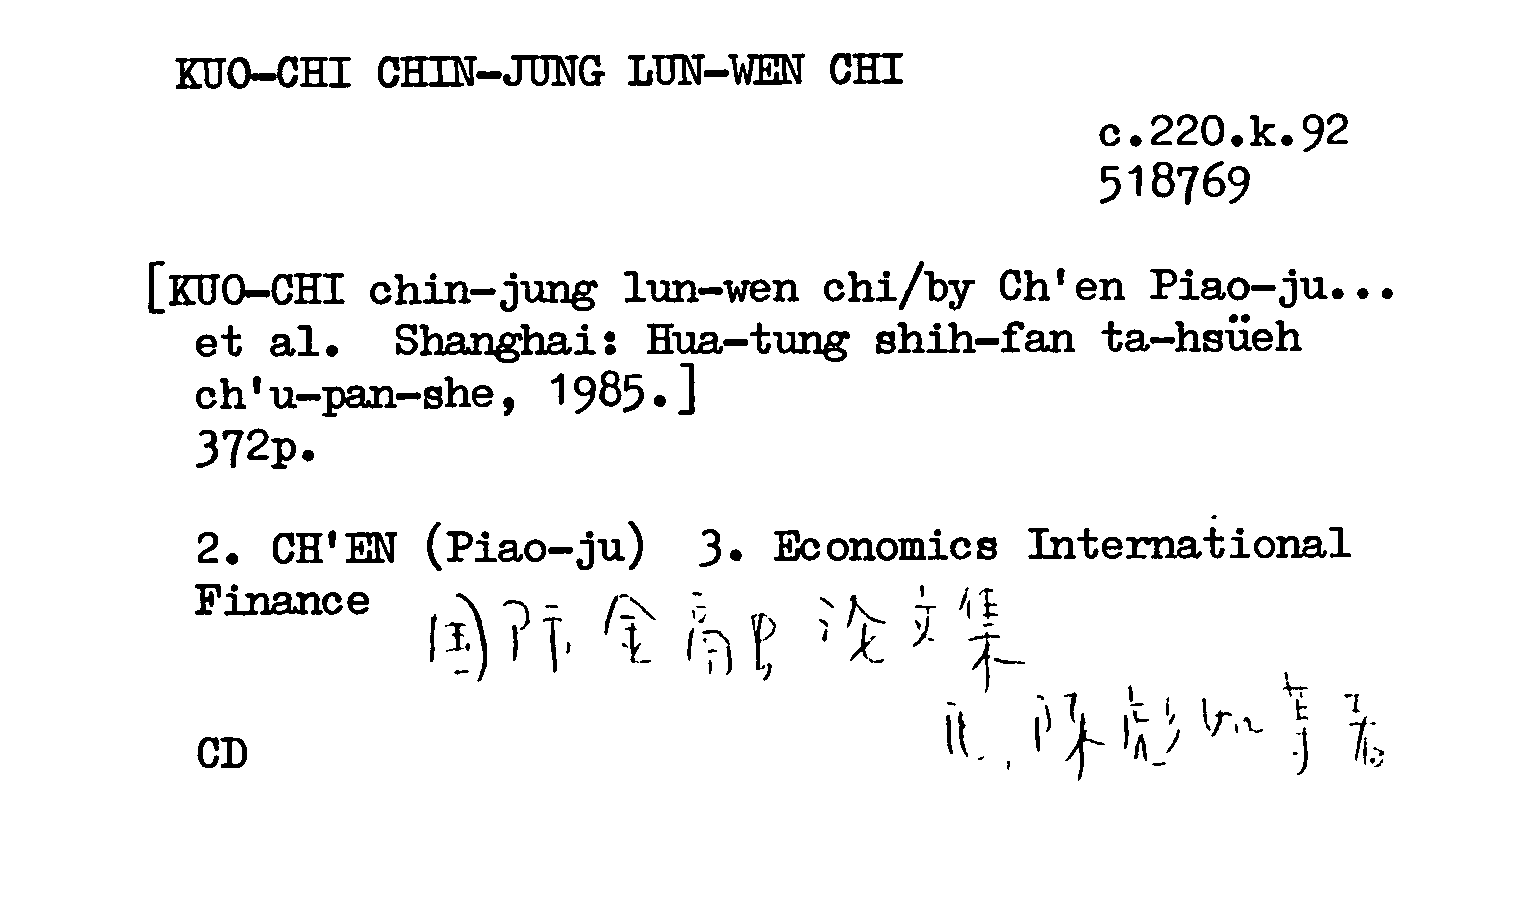 KUO-CHI CHIN-JUNG LUN-WEN CHI
c.220.k.92
518769
[KUO-CHI chin-jung lun-wen chi/by Ch'en Piao-ju...
et al. Shanghai: Hua-tung shih-fan ta-hsüeh
ch'u-pan-she, 1985.]
372p.
2. CH'EN (Piao-ju) 3. Economics International
Finance
国际金融论文集
陈彪如等著
CD